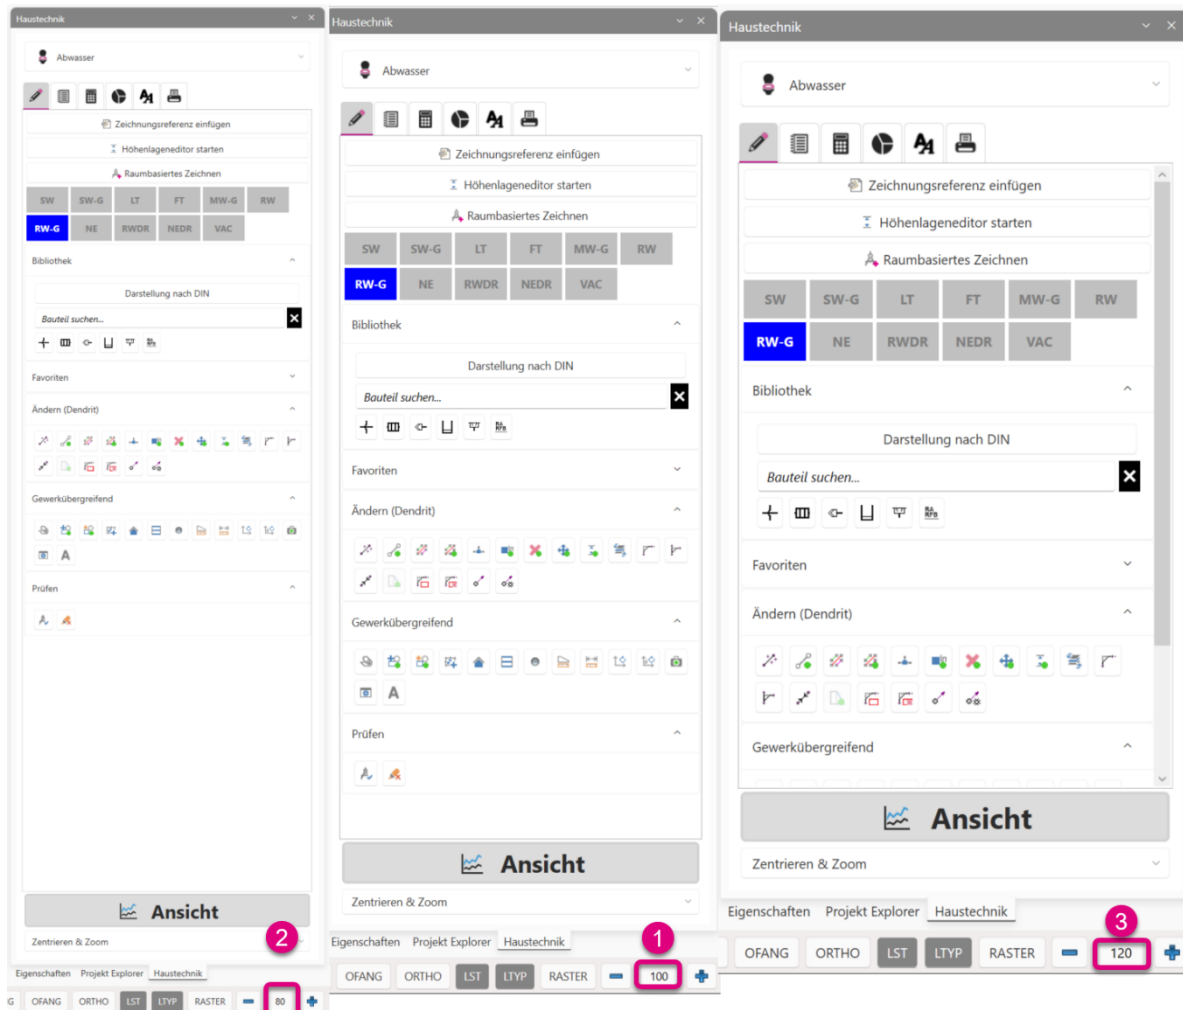 Haustechnik
Abwasser
Zeichnungsreferenz einfügen
Höhenlageneditor starten
Raumbasiertes Zeichnen
SW SW-G LT FT MW-G RW
RW-G NE RWDR NEDR VAC
Bibliothek
Darstellung nach DIN
Bauteil suchen...
Favoriten
Ändern (Dendrit)
Gewerkübergreifend
A
Prüfen
Ansicht
Zentrieren & Zoom
2
Eigenschaften Projekt Explorer Haustechnik
G OFANG ORTHO LST LTYP RASTER 80
Haustechnik
Abwasser
Zeichnungsreferenz einfügen
Höhenlageneditor starten
Raumbasiertes Zeichnen
SW SW-G LT FT MW-G RW
RW-G NE RWDR NEDR VAC
Bibliothek
Darstellung nach DIN
Bauteil suchen...
Favoriten
Ändern (Dendrit)
Gewerkübergreifend
A
Prüfen
Ansicht
Zentrieren & Zoom
1
Eigenschaften Projekt Explorer Haustechnik
OFANG ORTHO LST LTYP RASTER 100
Haustechnik
Abwasser
Zeichnungsreferenz einfügen
Höhenlageneditor starten
Raumbasiertes Zeichnen
SW SW-G LT FT MW-G RW
RW-G NE RWDR NEDR VAC
Bibliothek
Darstellung nach DIN
Bauteil suchen...
Favoriten
Ändern (Dendrit)
Gewerkübergreifend
Ansicht
Zentrieren & Zoom
Eigenschaften Projekt Explorer Haustechnik
3
OFANG ORTHO LST LTYP RASTER 120